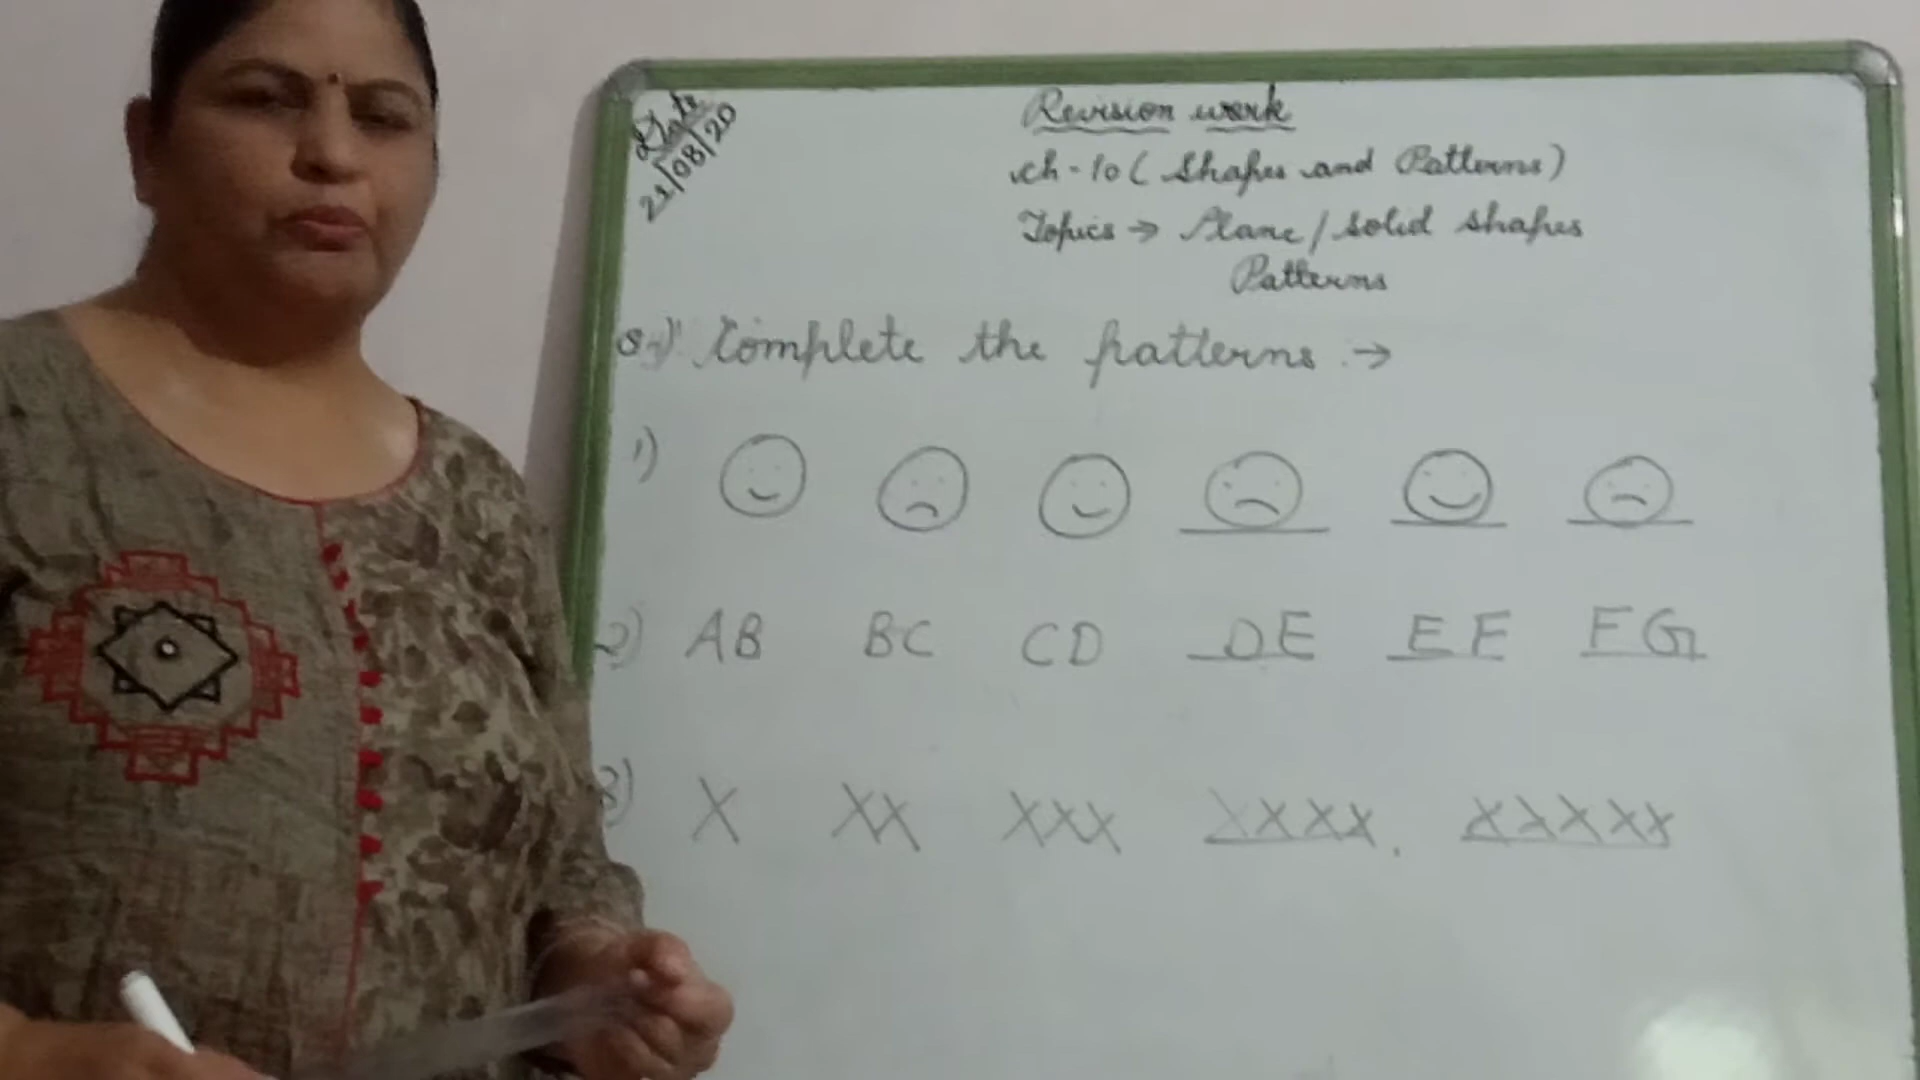 Date
21/08/20
Revision work
ch-10 (Shapes and Patterns)
Topics → Plane/solid shapes
Patterns
Complete the patterns :→
1)
2) AB BC CD DE EF FG
3) X XX XXX XXXX. XXXXX